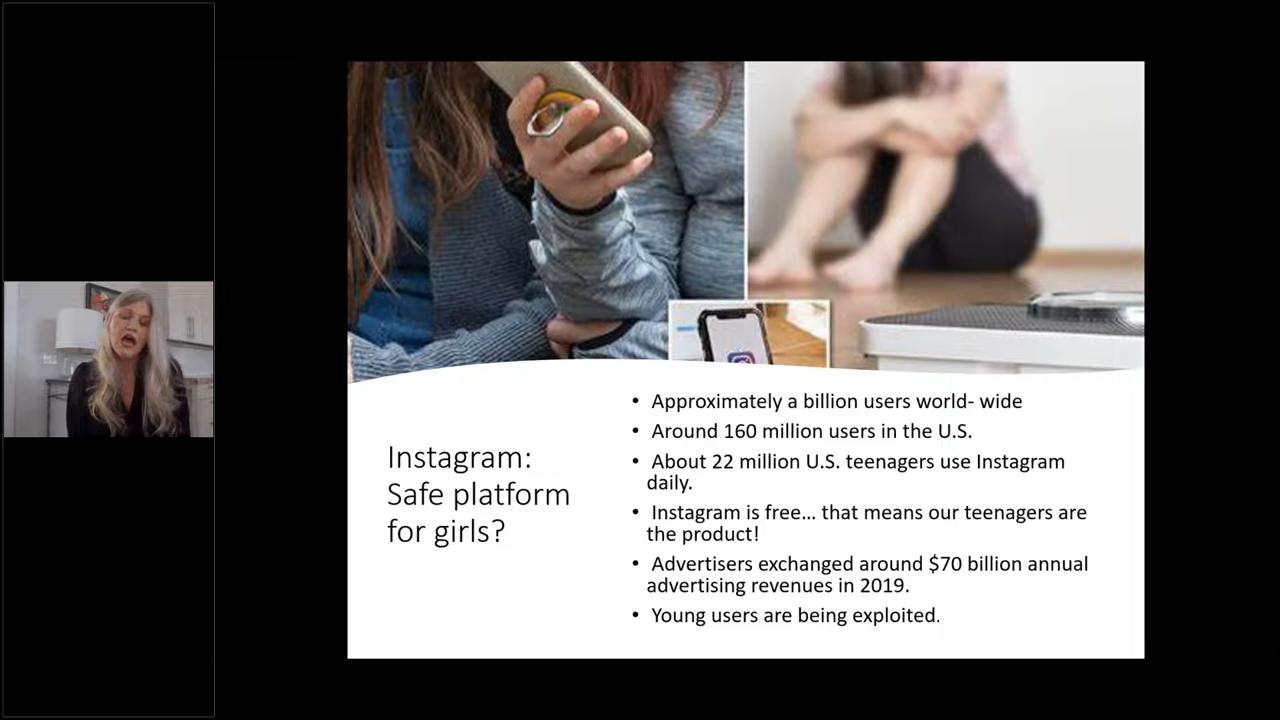 Instagram:
Safe platform
for girls?
• Approximately a billion users world- wide
• Around 160 million users in the U.S.
• About 22 million U.S. teenagers use Instagram
daily.
• Instagram is free… that means our teenagers are
the product!
• Advertisers exchanged around $70 billion annual
advertising revenues in 2019.
• Young users are being exploited.